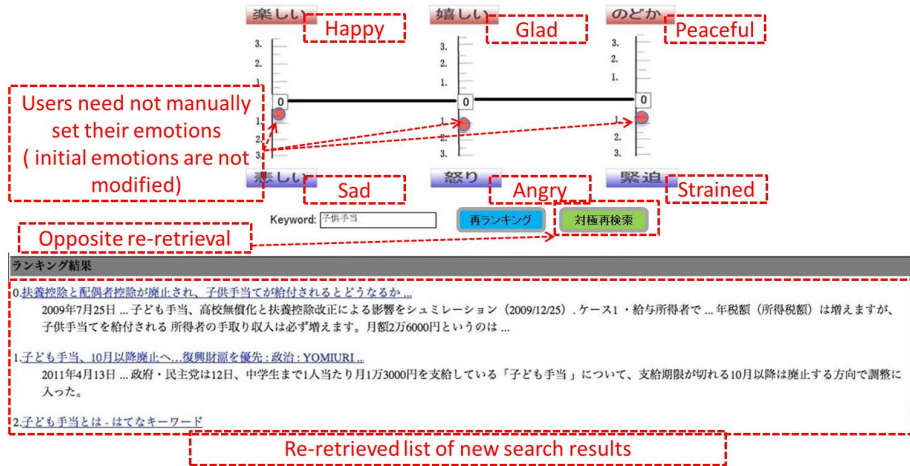 楽しい 嬉しい のどか
Happy Glad Peaceful
3. 3. 3.
2. 2. 2.
1. 1. 1.
0 0 0
1. 1. 1.
2. 2. 2.
3. 3. 3.
Users need not manually
set their emotions
( initial emotions are not
modified)
悲しい 怒り 緊迫
Sad Angry Strained
Keyword: 子供手当 再ランキング 対極再検索
Opposite re-retrieval
ランキング結果
0.扶養控除と配偶者控除が廃止され、子供手当てが給付されるとどうなるか ...
2009年7月25日 ... 子ども手当、高校無償化と扶養控除改正による影響をシュミレーション（2009/12/25）. ケース1・給与所得者で ... 年税額（所得税額）は増えますが、
子供手当てを給付される 所得者の手取り収入は必ず増えます。月額2万6000円というのは ...
1.子ども手当、10月以降廃止へ…復興財源を優先 : 政治 : YOMIURI ...
2011年4月13日 ... 政府・民主党は12日、中学生まで1人当たり月1万3000円を支給している「子ども手当 」について、支給期限が切れる10月以降は廃止する方向で調整に
入った。
2.子ども手当とは - はてなキーワード
Re-retrieved list of new search results